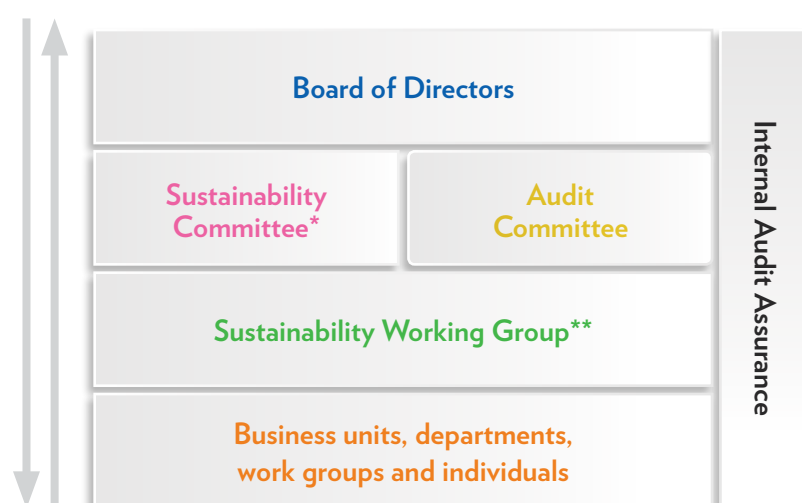 Board of Directors
Sustainability
Committee*
Audit
Committee
Sustainability Working Group**
Business units, departments,
work groups and individuals
Internal Audit Assurance